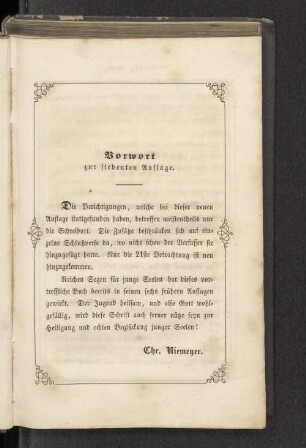 Vorwort
zur siebenten Auflage.
Die Berichtigungen, welche bei dieser neuen
Auflage stattgefunden haben, betreffen meistentheils nur
die Schreibart. Die Zusätze beschränken sich auf ein-
zelne Schlußverse da, wo nicht schon der Verfasser sie
hinzugefügt hatte. Nur die 21ste Betrachtung ist neu
hinzugekommen.
Reichen Segen für junge Seelen hat dieses vor-
treffliche Buch bereits in seinen sechs frühern Auflagen
gewirkt. Der Jugend heilsam, und also Gott wohl-
gefällig, wird diese Schrift auch ferner nütze seyn zur
Heiligung und echten Beglückung junger Seelen!
Chr. Niemeyer.